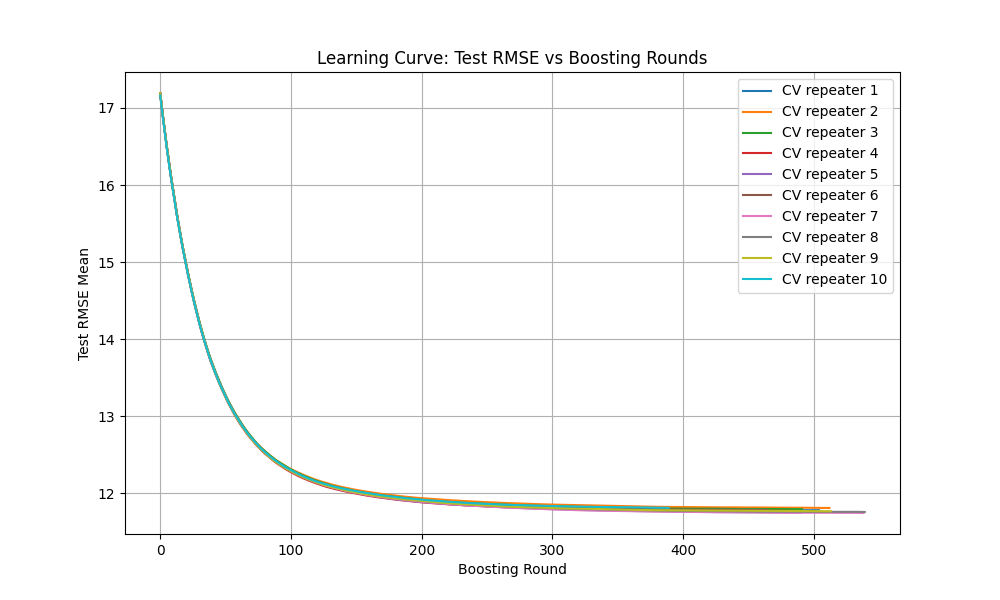 Learning Curve: Test RMSE vs Boosting Rounds
17
16
15
14
13
12
Test RMSE Mean
CV repeater 1
CV repeater 2
CV repeater 3
CV repeater 4
CV repeater 5
CV repeater 6
CV repeater 7
CV repeater 8
CV repeater 9
CV repeater 10
0 100 200 300 400 500
Boosting Round